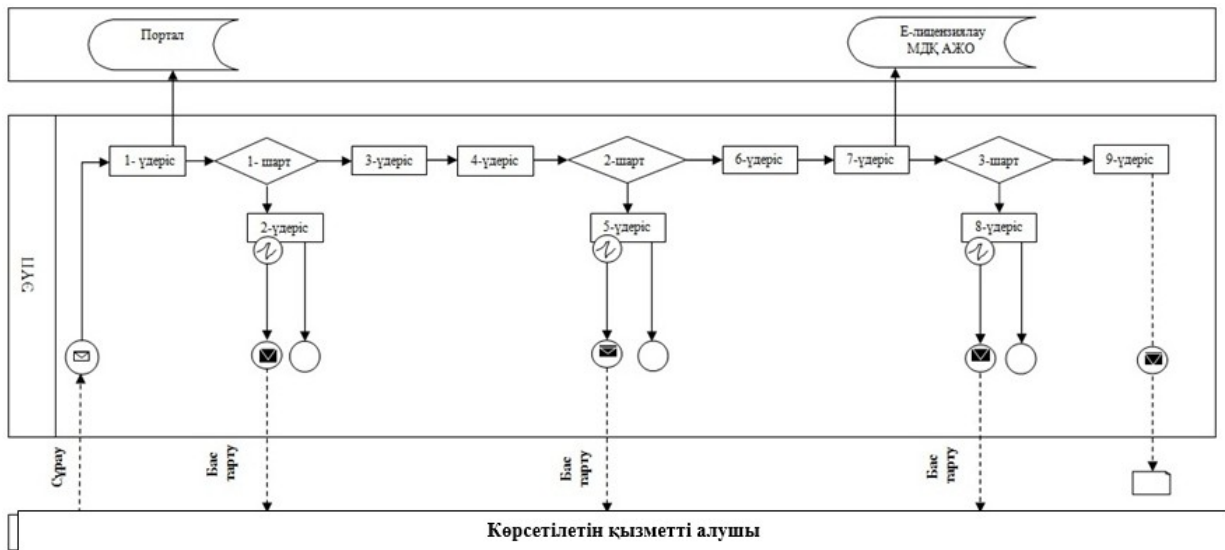 Портал
Е-лицензиялау
МДҚ АЖО
1- үдеріс
1- шарт
3-үдеріс
4-үдеріс
2-шарт
6-үдеріс
7-үдеріс
3-шарт
9-үдеріс
2-үдеріс
5-үдеріс
8-үдеріс
ЭҮП
Сұрау
Бас
тарту
Бас
тарту
Бас
тарту
Көрсетілетін қызметті алушы